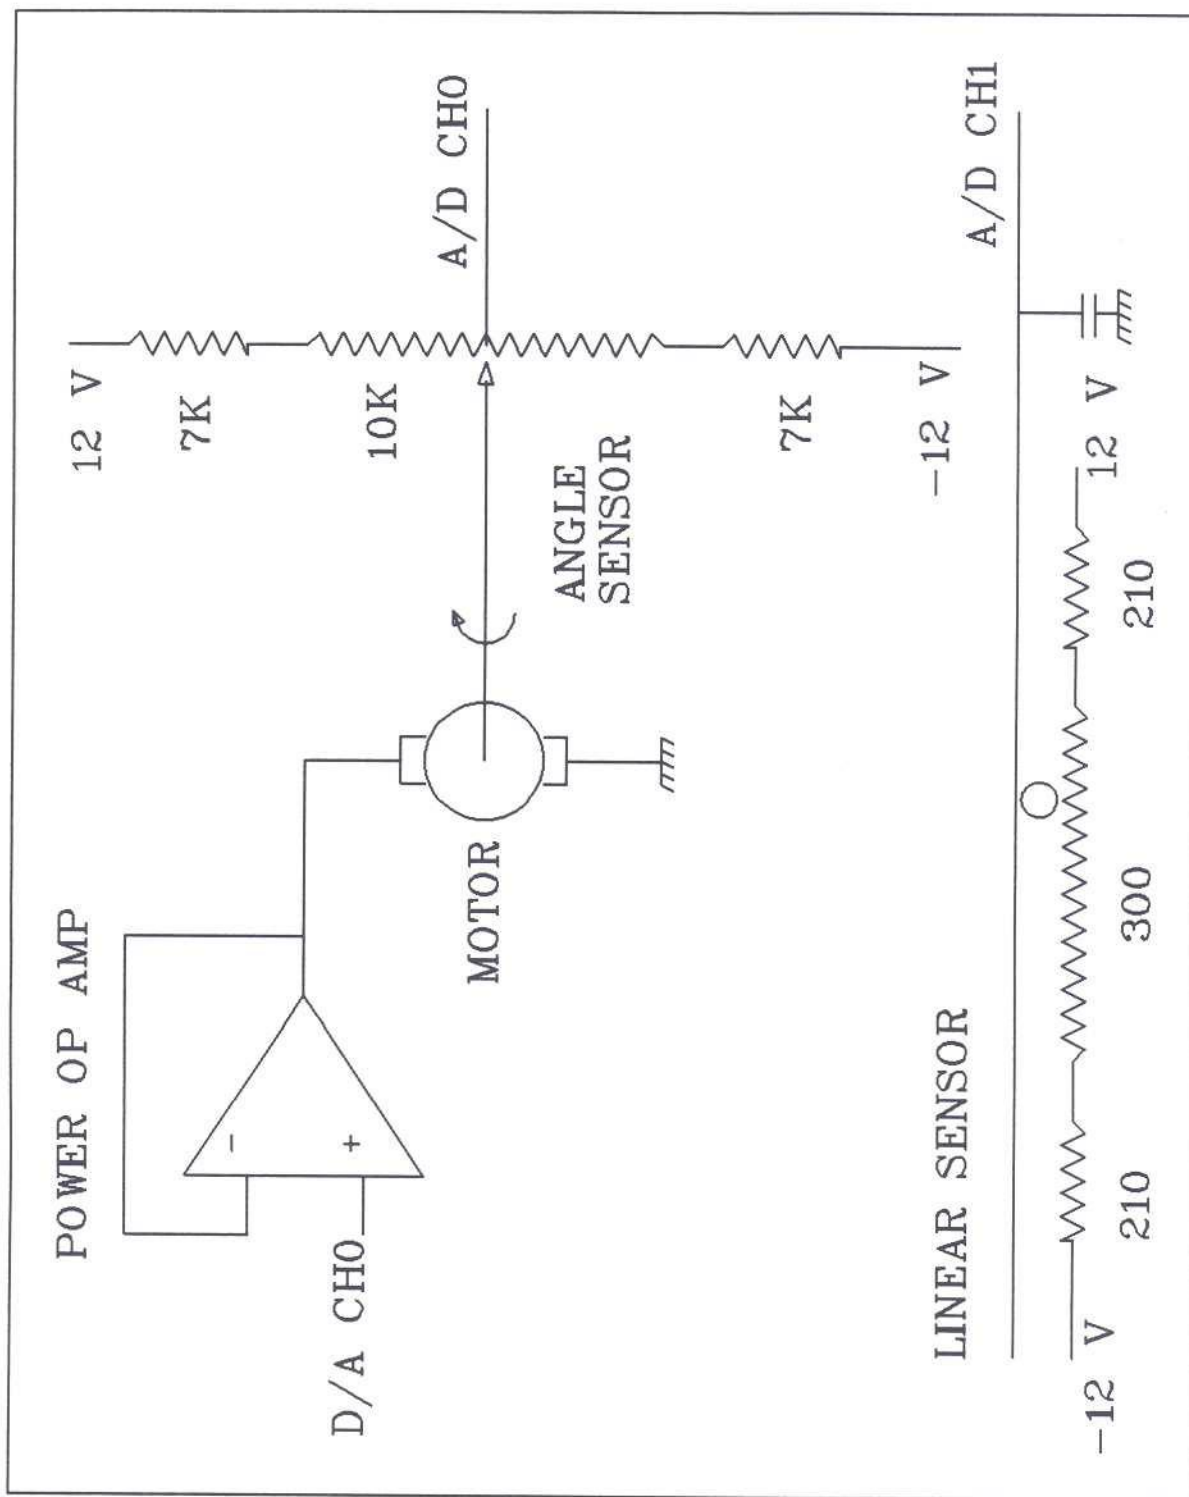 POWER OP AMP
-
+
D/A CH0
MOTOR
ANGLE
SENSOR
12 V
7K
10K
7K
-12 V
A/D CH0
LINEAR SENSOR
A/D CH1
-12 V
210
300
210
12 V